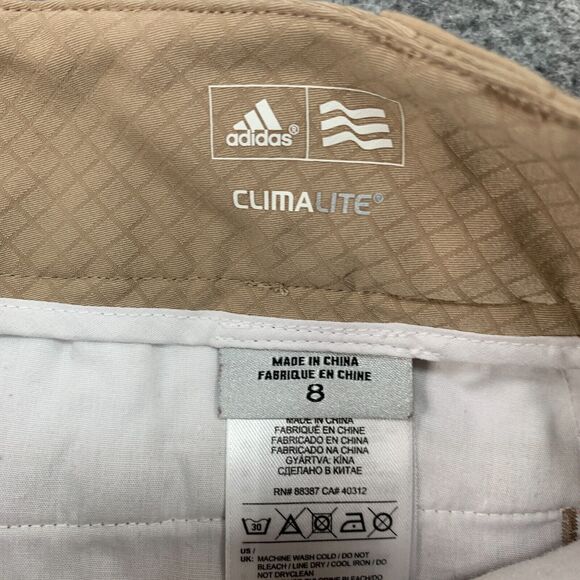 adidas®
CLIMALITE®
MADE IN CHINA
FABRIQUE EN CHINE
8
MADE IN CHINA
FABRIQUÉ EN CHINE
FABRICADO EN CHINA
FABRICADO NA CHINA
GYÁRTVA: KÍNA
СДЕЛАНО В КИТАЕ
RN# 88387 CA# 40312
30
US /
UK: MACHINE WASH COLD / DO NOT
BLEACH / LINE DRY / COOL IRON / DO
NOT DRYCLEAN